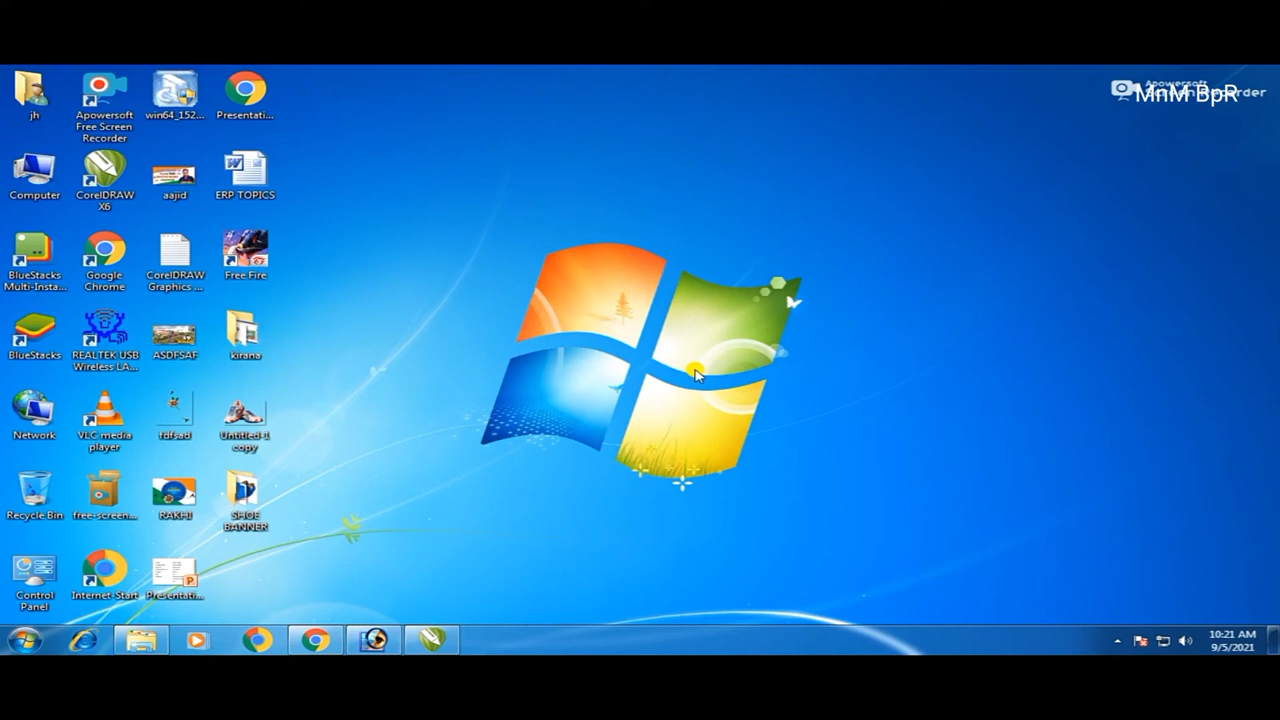 Apowersoft
Screen Recorder
MnM BpR
jh
Apowersoft
Free Screen
Recorder
win64_152...
Presentati...
Computer
CorelDRAW
X6
aajid
ERP TOPICS
BlueStacks
Multi-Insta...
Google
Chrome
CorelDRAW
Graphics ...
Free Fire
BlueStacks
REALTEK USB
Wireless LA...
ASDFSAF
kirana
Network
VLC media
player
fdfsad
Untitled-1
copy
Recycle Bin
free-screen...
RAKHI
SHOE
BANNER
Control
Panel
Internet-Start
Presentati...
10:21 AM
9/5/2021